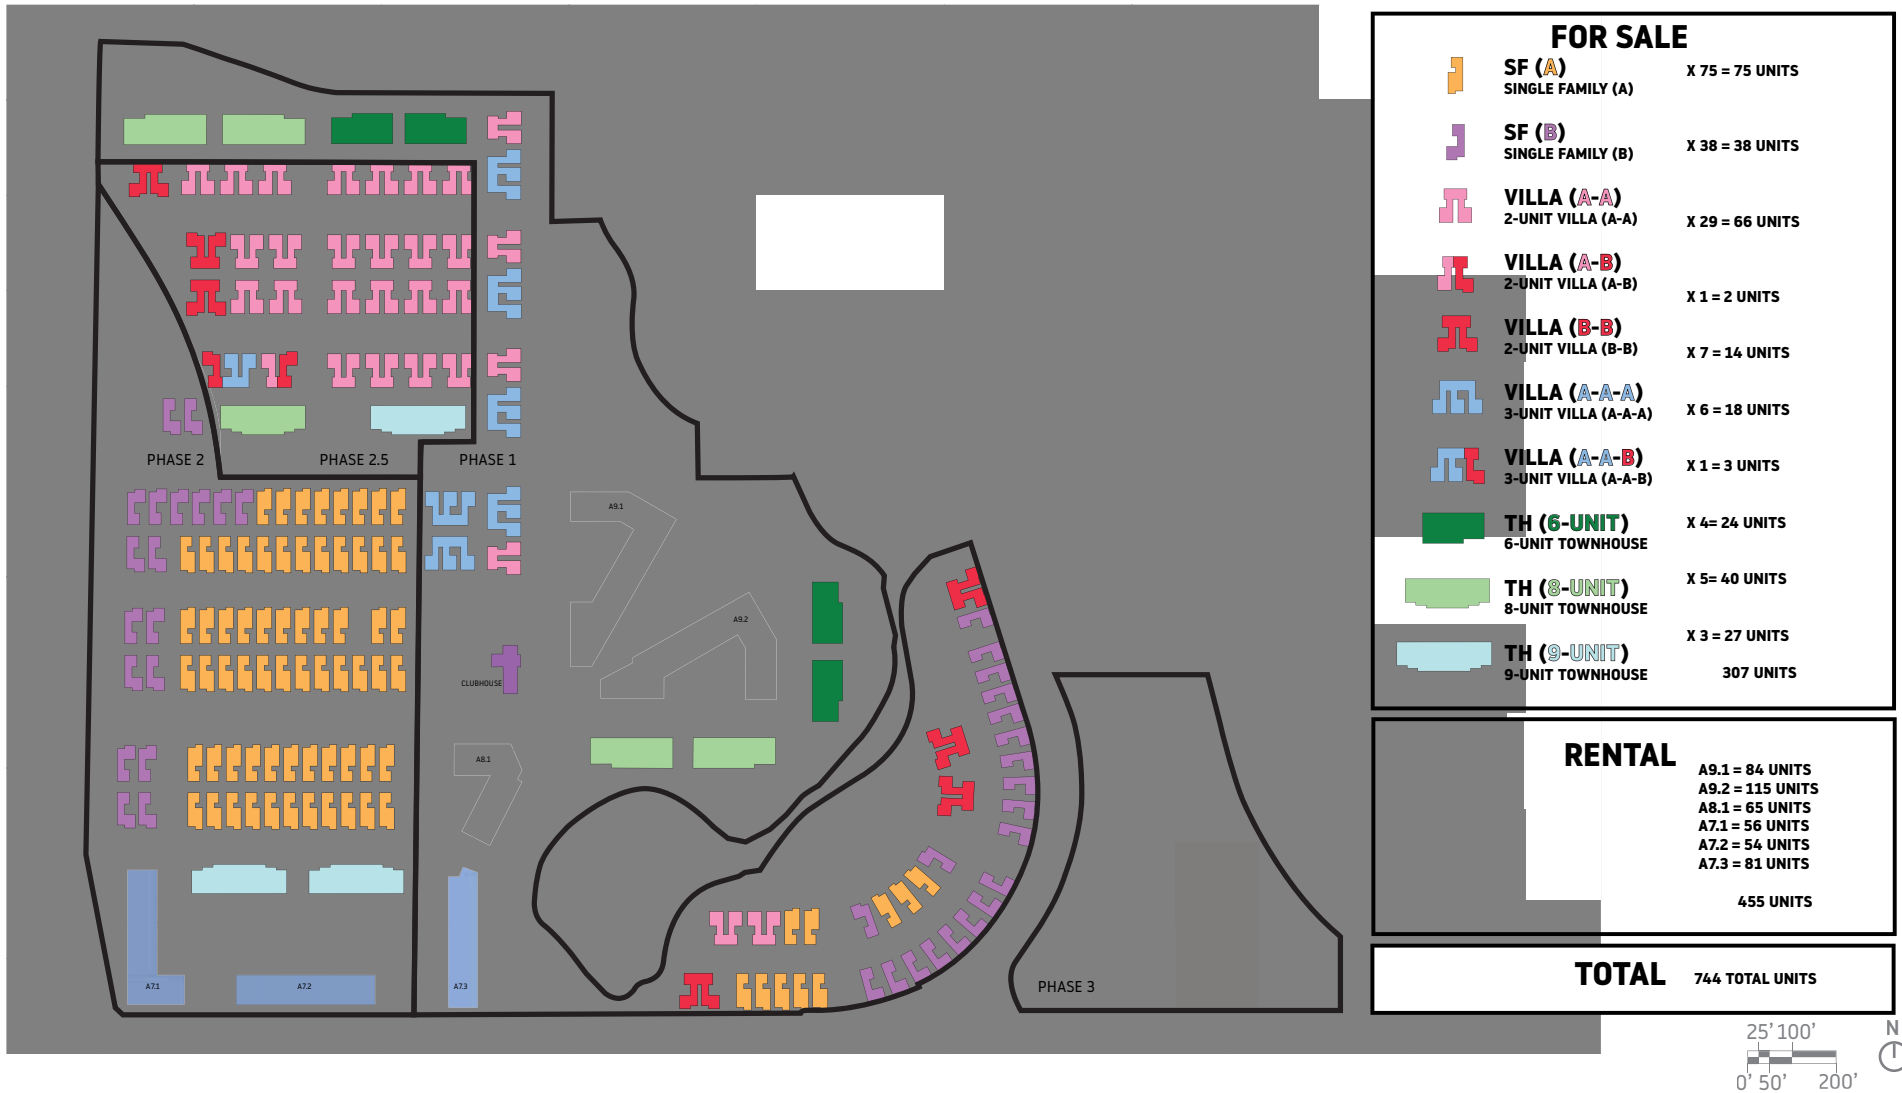 FOR SALE
SF (A)
SINGLE FAMILY (A)
X 75 = 75 UNITS
SF (B)
SINGLE FAMILY (B)
X 38 = 38 UNITS
VILLA (A-A)
2-UNIT VILLA (A-A)
X 29 = 66 UNITS
VILLA (A-B)
2-UNIT VILLA (A-B)
X 1 = 2 UNITS
VILLA (B-B)
2-UNIT VILLA (B-B)
X 7 = 14 UNITS
VILLA (A-A-A)
3-UNIT VILLA (A-A-A)
X 6 = 18 UNITS
VILLA (A-A-B)
3-UNIT VILLA (A-A-B)
X 1 = 3 UNITS
TH (6-UNIT)
6-UNIT TOWNHOUSE
X 4= 24 UNITS
TH (8-UNIT)
8-UNIT TOWNHOUSE
X 5= 40 UNITS
TH (9-UNIT)
9-UNIT TOWNHOUSE
X 3 = 27 UNITS
307 UNITS
RENTAL
A9.1 = 84 UNITS
A9.2 = 115 UNITS
A8.1 = 65 UNITS
A7.1 = 56 UNITS
A7.2 = 54 UNITS
A7.3 = 81 UNITS
455 UNITS
TOTAL 744 TOTAL UNITS
PHASE 2
PHASE 2.5
PHASE 1
A9.1
A9.2
CLUBHOUSE
A8.1
A7.1
A7.2
A7.3
PHASE 3
25' 100'
0' 50' 200'
N